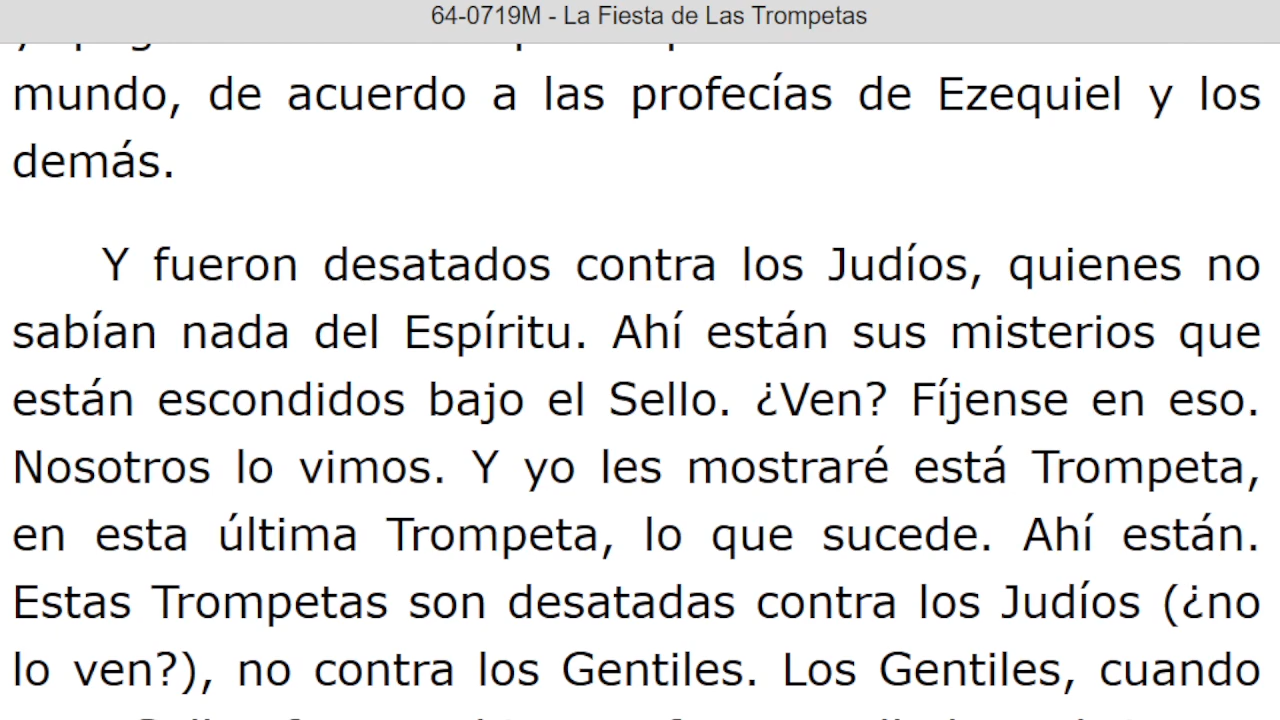 64-0719M - La Fiesta de Las Trompetas
mundo, de acuerdo a las profecías de Ezequiel y los
demás.
Y fueron desatados contra los Judíos, quienes no
sabían nada del Espíritu. Ahí están sus misterios que
están escondidos bajo el Sello. ¿Ven? Fíjense en eso.
Nosotros lo vimos. Y yo les mostraré está Trompeta,
en esta última Trompeta, lo que sucede. Ahí están.
Estas Trompetas son desatadas contra los Judíos (¿no
lo ven?), no contra los Gentiles. Los Gentiles, cuando